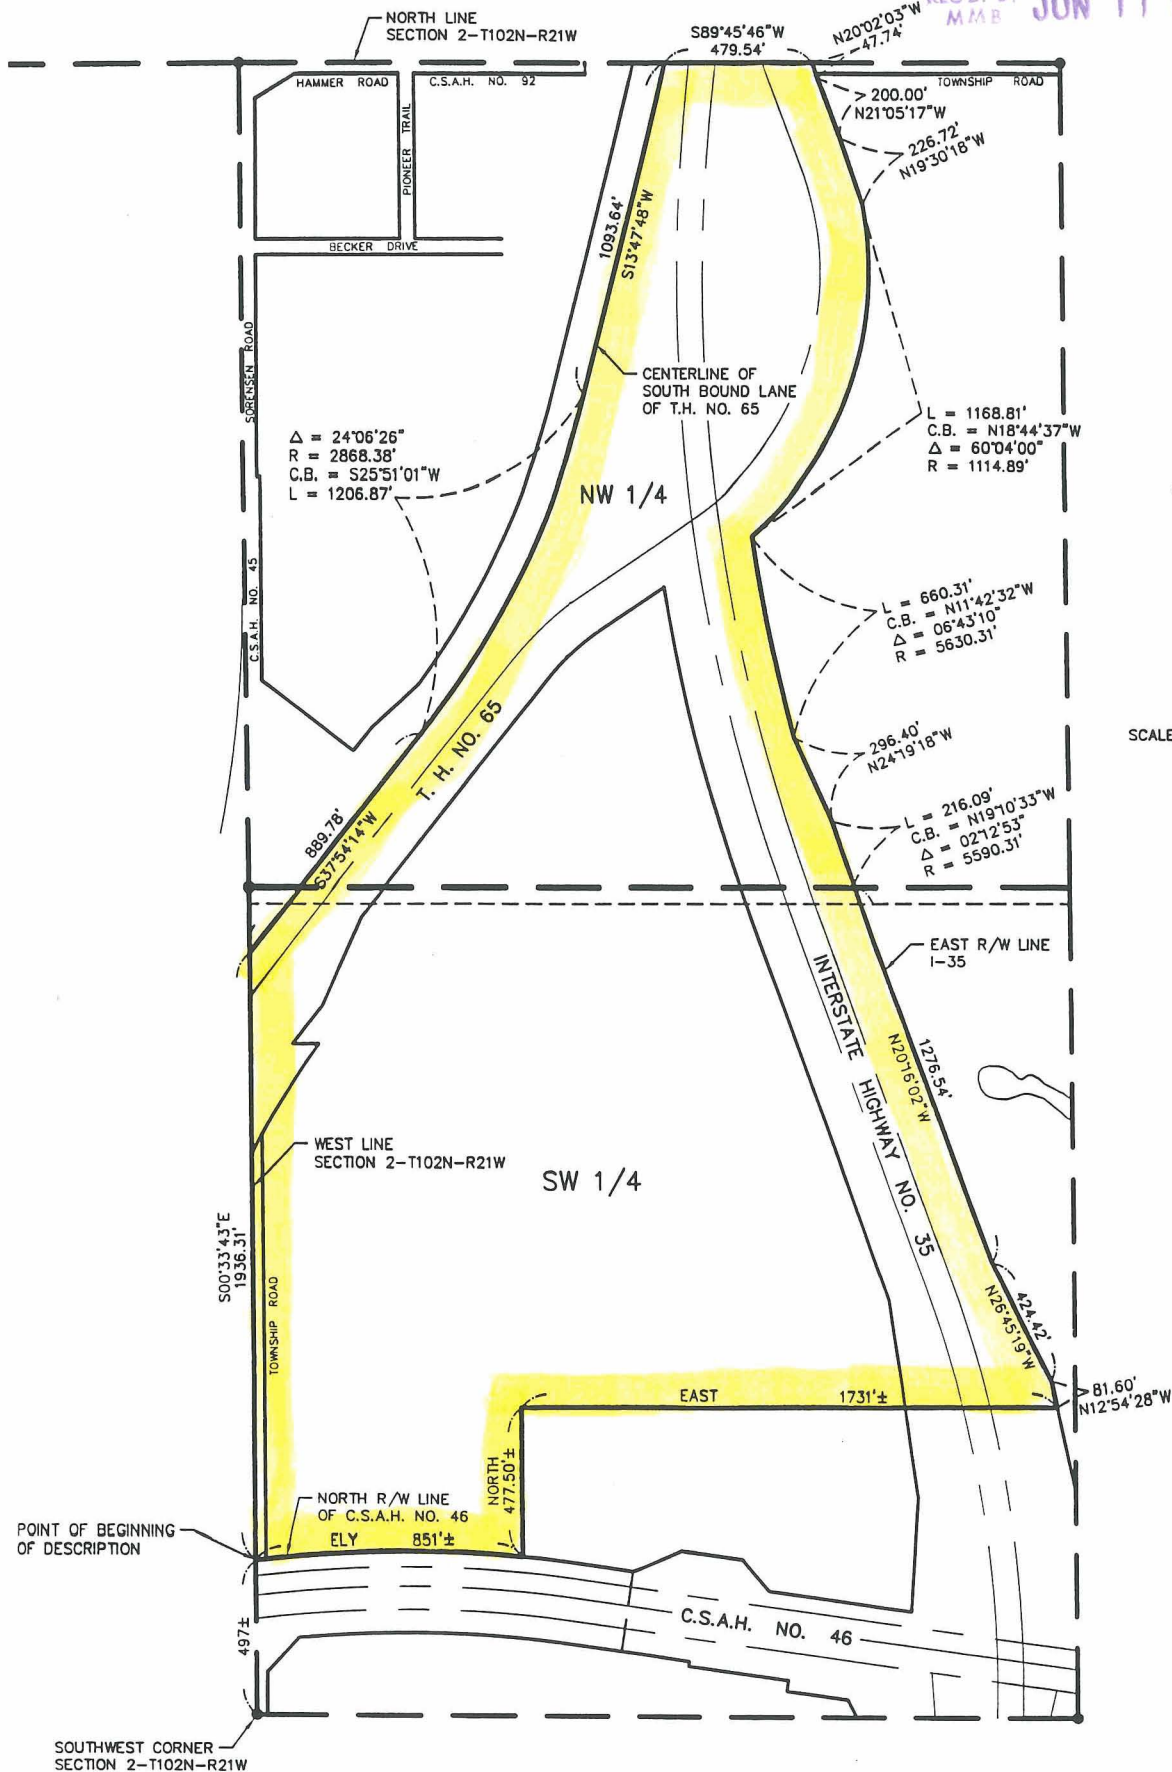 MMB JUN 11
NORTH LINE
SECTION 2-T102N-R21W
S89°45'46"W
479.54'
N20°02'03"W
47.74'
HAMMER ROAD
C.S.A.H. NO. 92
TOWNSHIP ROAD
200.00'
N21°05'17"W
PIONEER TRAIL
226.72'
N19°30'18"W
BECKER DRIVE
1093.64'
S13°47'48"W
SORENSEN ROAD
CENTERLINE OF
SOUTH BOUND LANE
OF T.H. NO. 65
L = 1168.81'
C.B. = N18°44'37"W
Δ = 60°04'00"
R = 1114.89'
Δ = 24°06'26"
R = 2868.38'
C.B. = S25°51'01"W
L = 1206.87'
NW 1/4
C.S.A.H. NO. 45
L = 660.31'
C.B. = N11°42'32"W
Δ = 06°43'10"
R = 5630.31'
T. H. NO. 65
296.40'
N24°19'18"W
SCALE
889.78'
S37°54'14"W
L = 216.09'
C.B. = N19°10'33"W
Δ = 02°12'53"
R = 5590.31'
EAST R/W LINE
I-35
INTERSTATE HIGHWAY NO. 35
1276.54'
N20°16'02"W
WEST LINE
SECTION 2-T102N-R21W
SW 1/4
S00°33'43"E
1936.31'
TOWNSHIP ROAD
424.42'
N26°45'19"W
EAST 1731'±
81.60'
N12°54'28"W
NORTH
477.50'±
NORTH R/W LINE
OF C.S.A.H. NO. 46
POINT OF BEGINNING
OF DESCRIPTION
ELY 851'±
C.S.A.H. NO. 46
497±
SOUTHWEST CORNER
SECTION 2-T102N-R21W